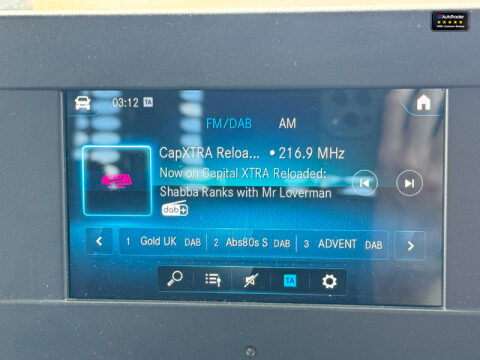 AutoTrader
03:12 TA
FM/DAB AM
CapXTRA Reloa... • 216.9 MHz
Now on Capital XTRA Reloaded:
Shabba Ranks with Mr Loverman
dab+
1 Gold UK DAB 2 Abs80s S DAB 3 ADVENT DAB
TA